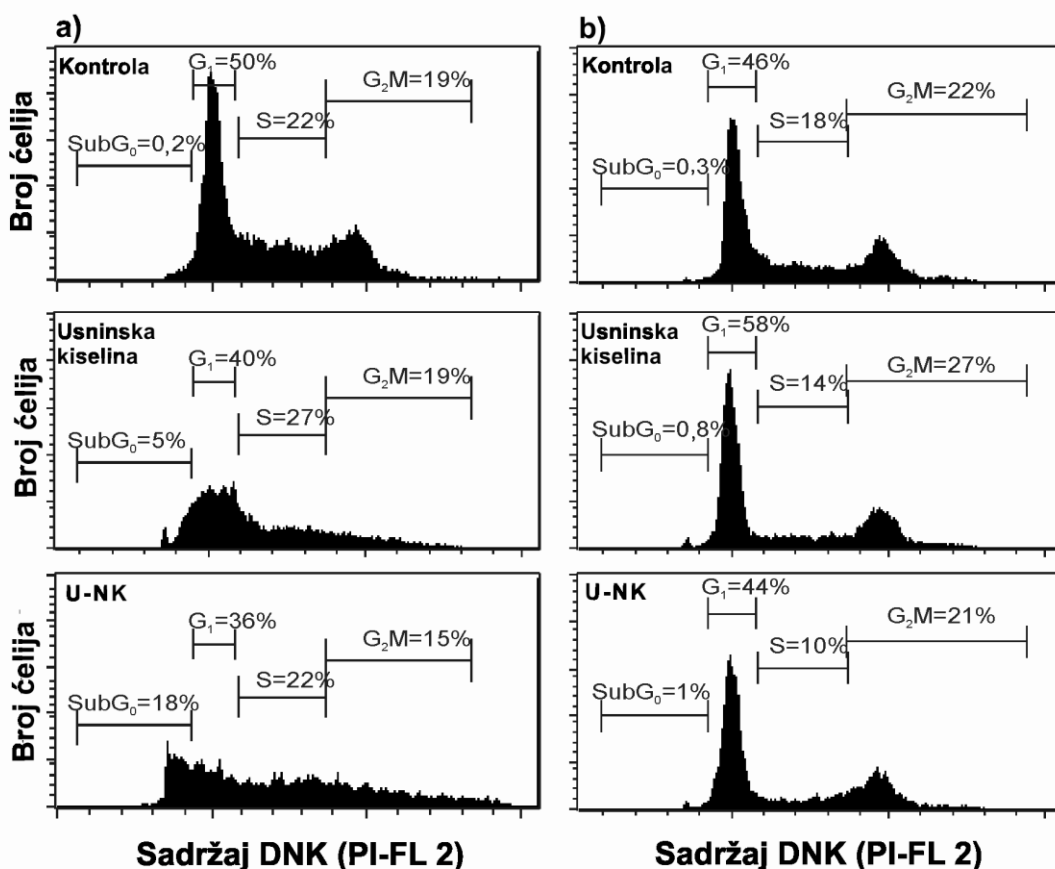 a)
Kontrola
G₁=50%
G₂M=19%
S=22%
SubG₀=0,2%
Broj ćelija
Usninska
kiselina
G₁=40%
G₂M=19%
S=27%
SubG₀=5%
Broj ćelija
U-NK
G₁=36%
G₂M=15%
S=22%
SubG₀=18%
Broj ćelija
Sadržaj DNK (PI-FL 2)
b)
Kontrola
G₁=46%
G₂M=22%
S=18%
SubG₀=0,3%
Usninska
kiselina
G₁=58%
G₂M=27%
S=14%
SubG₀=0,8%
U-NK
G₁=44%
G₂M=21%
S=10%
SubG₀=1%
Sadržaj DNK (PI-FL 2)